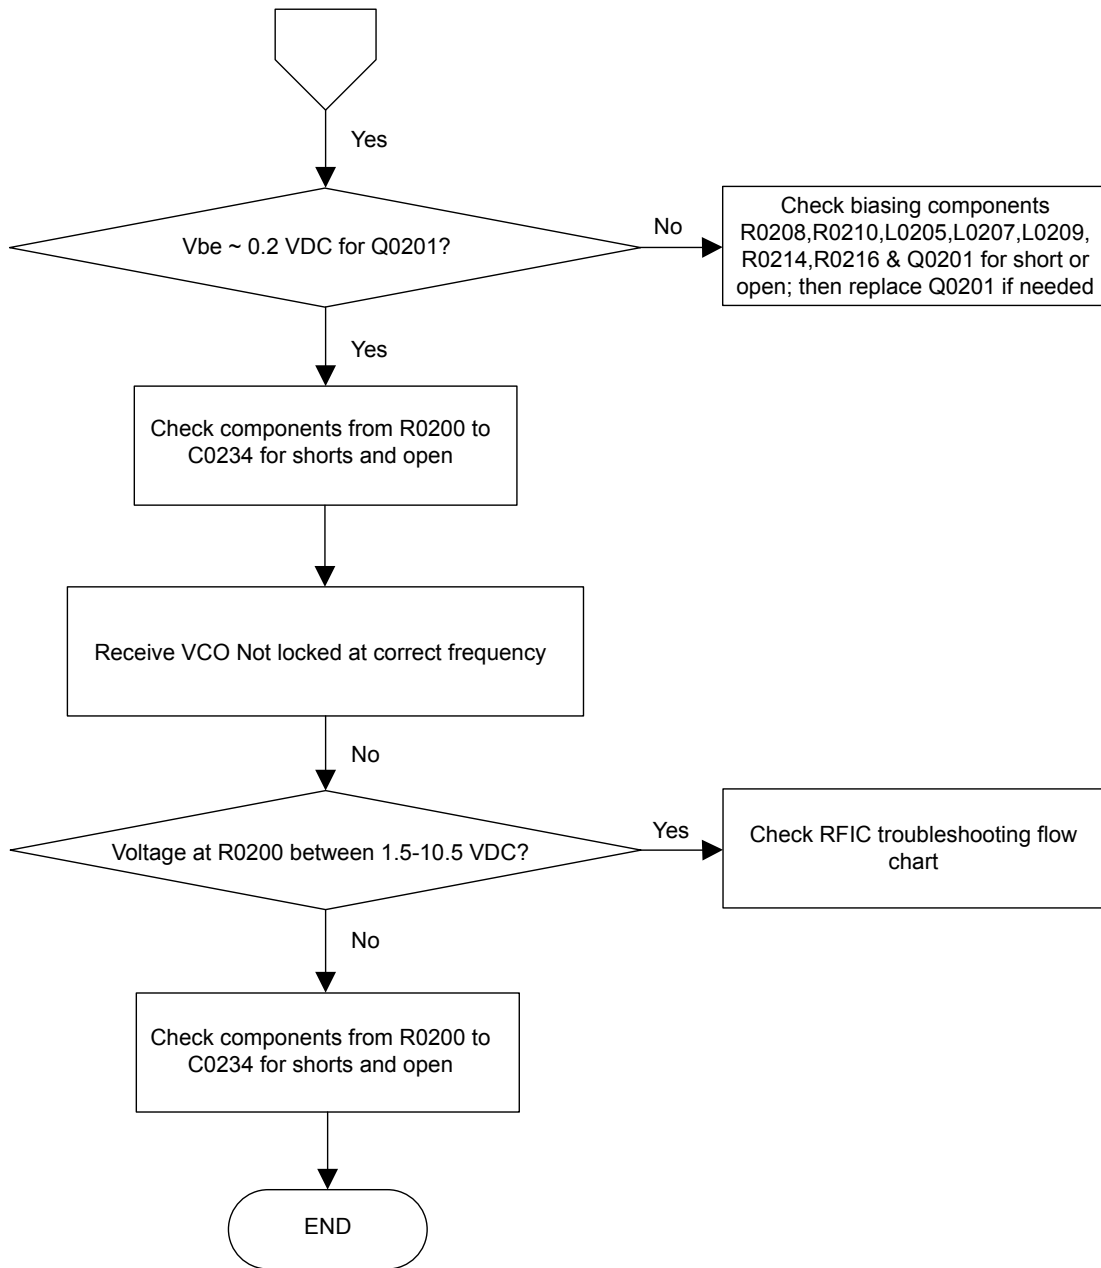 Yes
Vbe ~ 0.2 VDC for Q0201?
No
Check biasing components
R0208,R0210,L0205,L0207,L0209,
R0214,R0216 & Q0201 for short or
open; then replace Q0201 if needed
Yes
Check components from R0200 to
C0234 for shorts and open
Receive VCO Not locked at correct frequency
No
Voltage at R0200 between 1.5-10.5 VDC?
Yes
Check RFIC troubleshooting flow
chart
No
Check components from R0200 to
C0234 for shorts and open
END